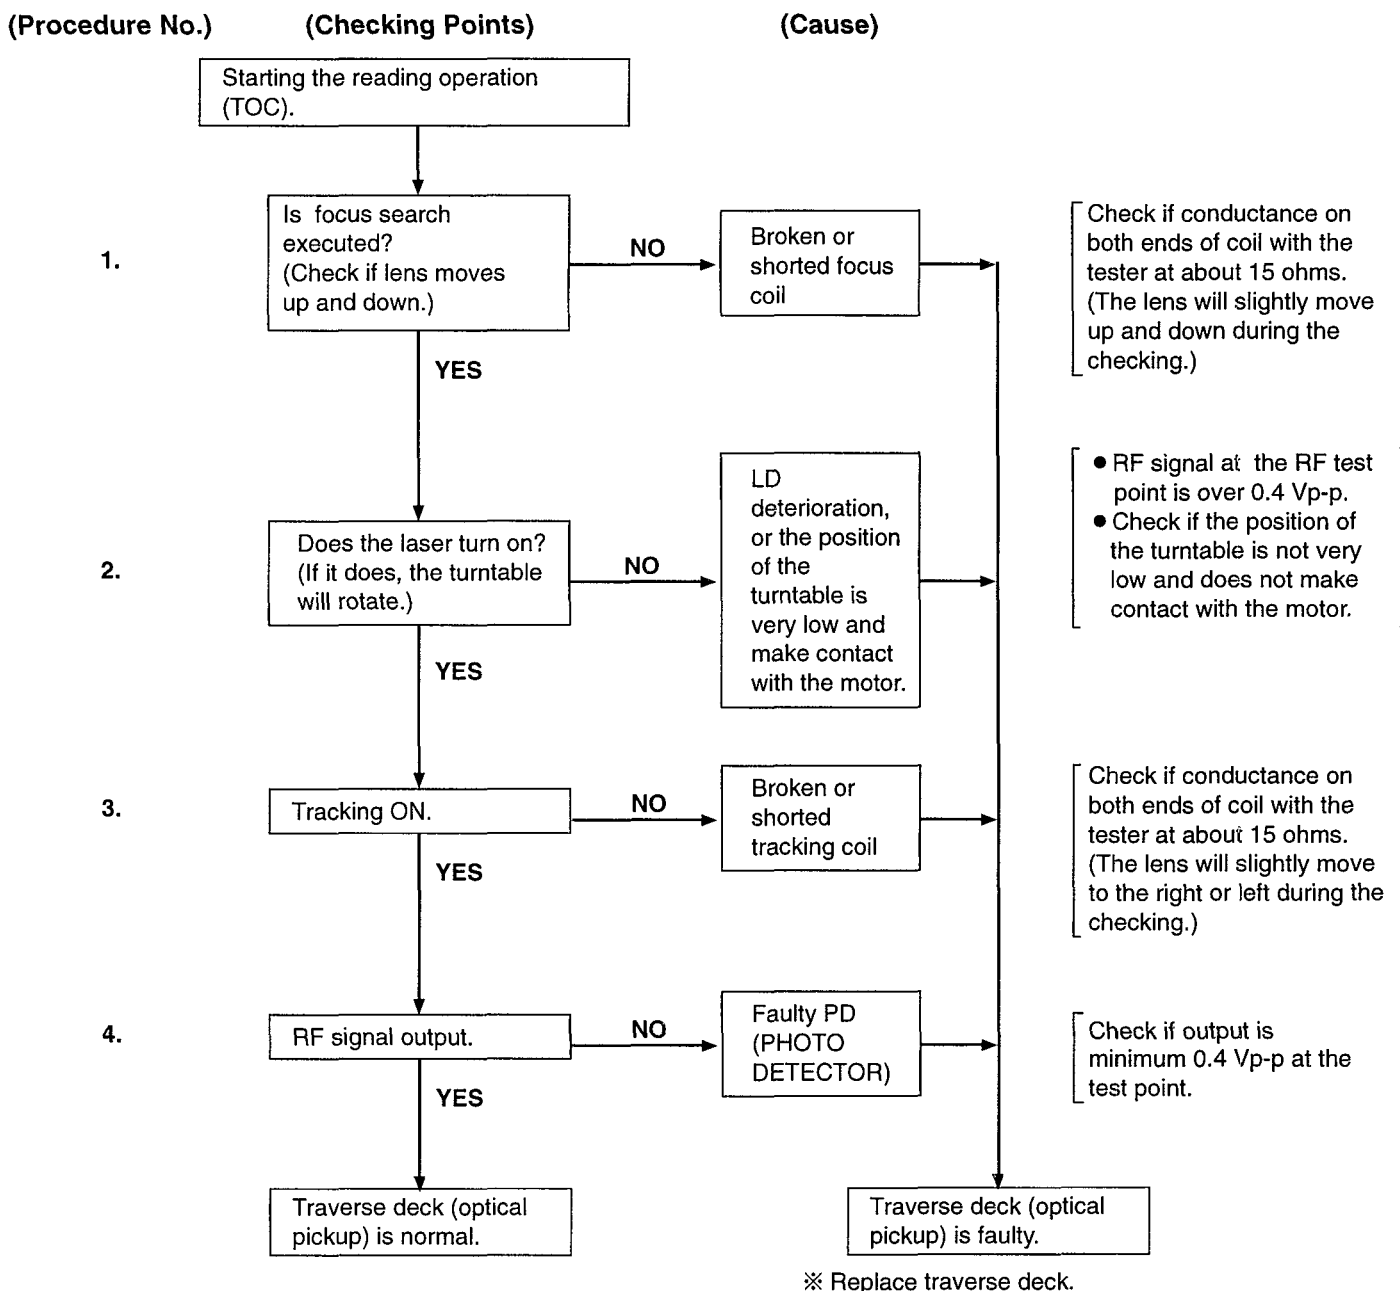 (Procedure No.)
(Checking Points)
(Cause)
Starting the reading operation
(TOC).
1.
Is focus search
executed?
(Check if lens moves
up and down.)
NO
Broken or
shorted focus
coil
Check if conductance on
both ends of coil with the
tester at about 15 ohms.
(The lens will slightly move
up and down during the
checking.)
YES
2.
Does the laser turn on?
(If it does, the turntable
will rotate.)
NO
LD
deterioration,
or the position
of the
turntable is
very low and
make contact
with the motor.
● RF signal at the RF test
point is over 0.4 Vp-p.
● Check if the position of
the turntable is not very
low and does not make
contact with the motor.
YES
3.
Tracking ON.
NO
Broken or
shorted
tracking coil
Check if conductance on
both ends of coil with the
tester at about 15 ohms.
(The lens will slightly move
to the right or left during the
checking.)
YES
4.
RF signal output.
NO
Faulty PD
(PHOTO
DETECTOR)
Check if output is
minimum 0.4 Vp-p at the
test point.
YES
Traverse deck (optical
pickup) is normal.
Traverse deck (optical
pickup) is faulty.
※ Replace traverse deck.